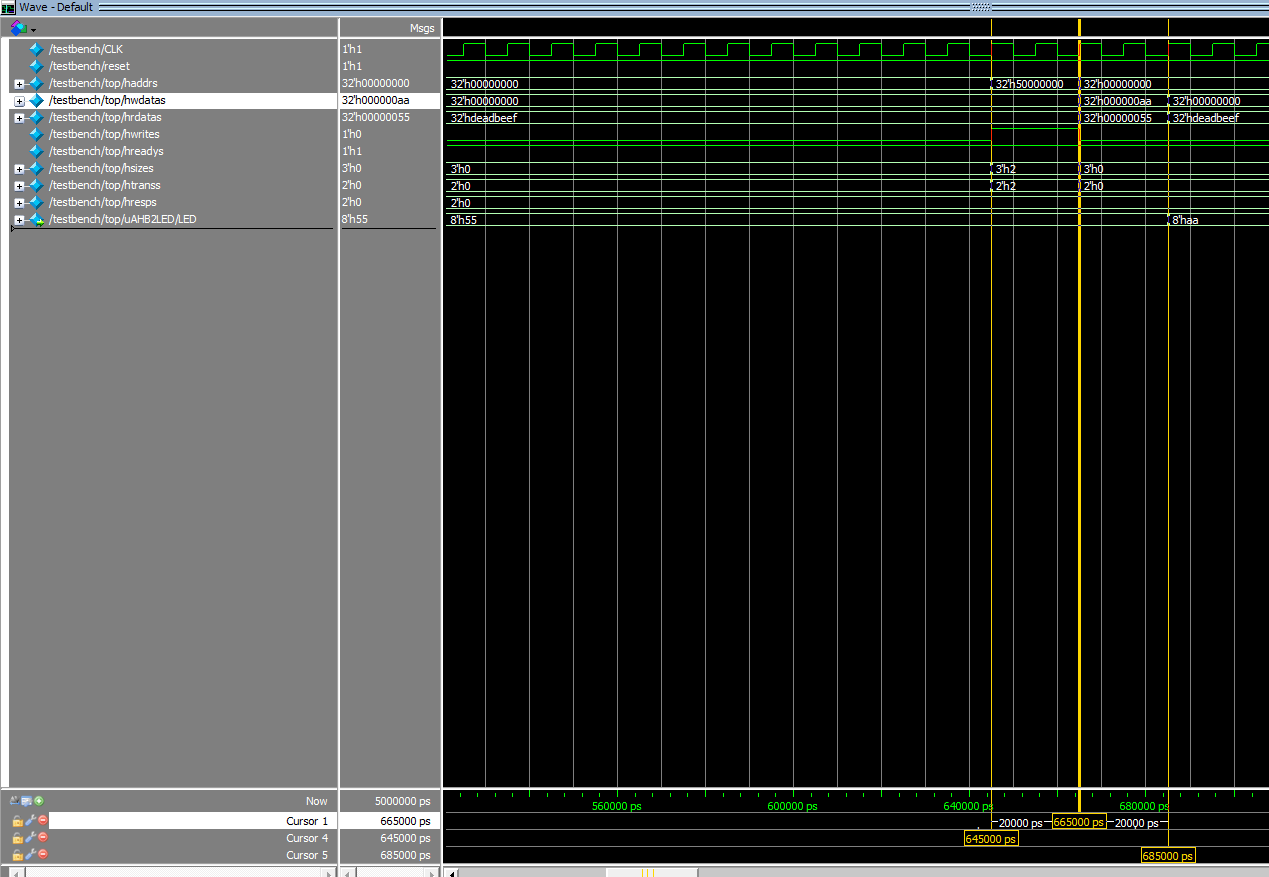 Wave - Default
Msgs
/testbench/CLK 1'h1
/testbench/reset 1'h1
/testbench/top/haddrs 32'h00000000 32'h00000000 32'h50000000 32'h00000000
/testbench/top/hwdatas 32'h000000aa 32'h00000000 32'h000000aa 32'h00000000
/testbench/top/hrdatas 32'h00000055 32'hdeadbeef 32'h00000055 32'hdeadbeef
/testbench/top/hwrites 1'h0
/testbench/top/hreadys 1'h1
/testbench/top/hsizes 3'h0 3'h0 3'h2 3'h0
/testbench/top/htranss 2'h0 2'h0 2'h2 2'h0
/testbench/top/hresps 2'h0 2'h0
/testbench/top/uAHB2LED/LED 8'h55 8'h55 8'haa
Now 5000000 ps 560000 ps 600000 ps 640000 ps 680000 ps
Cursor 1 665000 ps 20000 ps 665000 ps 20000 ps
Cursor 4 645000 ps 645000 ps
Cursor 5 685000 ps 685000 ps